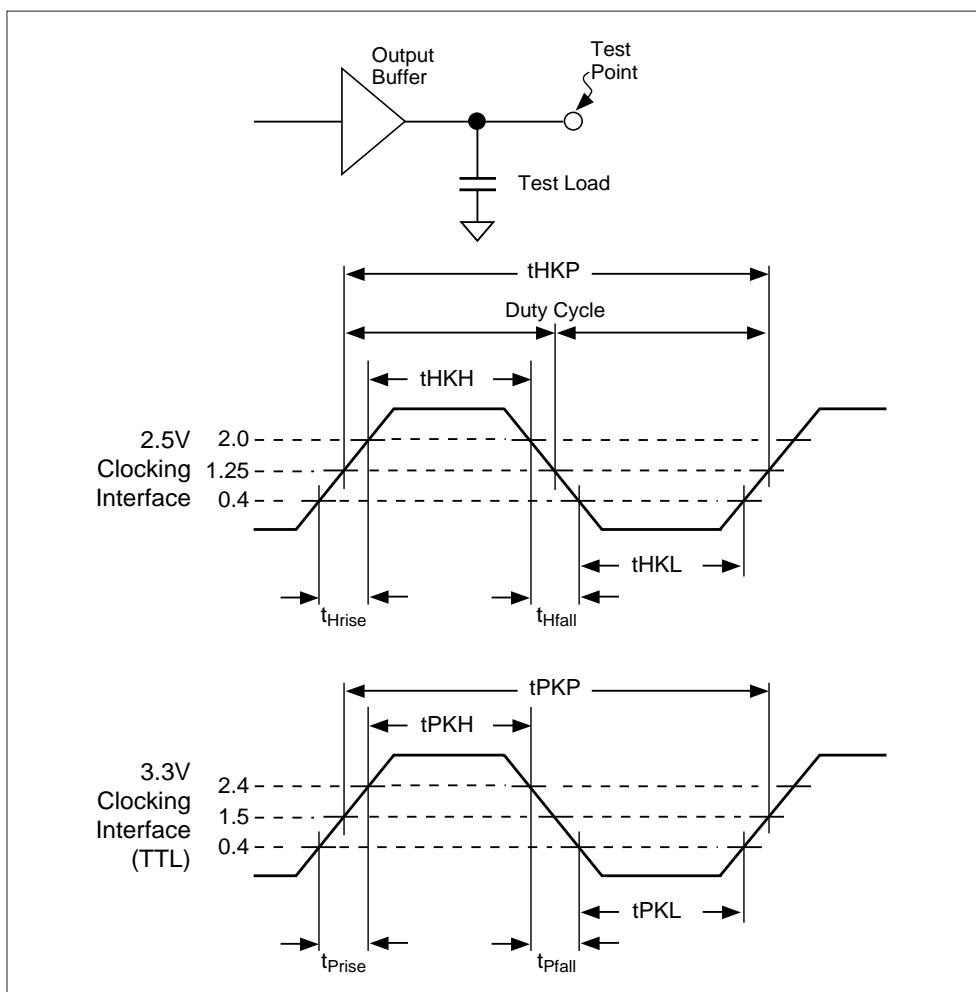 Output
Buffer
Test
Point
Test Load
tHKP
Duty Cycle
tHKH
2.5V
Clocking
Interface
2.0
1.25
0.4
tHKL
tHrise
tHfall
tPKP
tPKH
3.3V
Clocking
Interface
(TTL)
2.4
1.5
0.4
tPKL
tPrise
tPfall